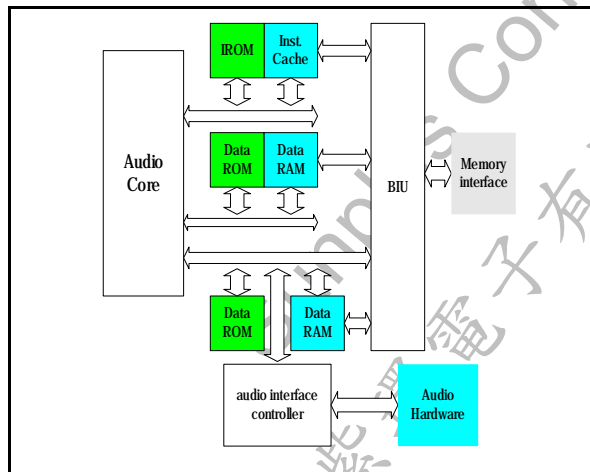 IROM
Inst.
Cache
Audio
Core
Data
ROM
Data
RAM
BIU
Memory
interface
Data
ROM
Data
RAM
audio interface
controller
Audio
Hardware